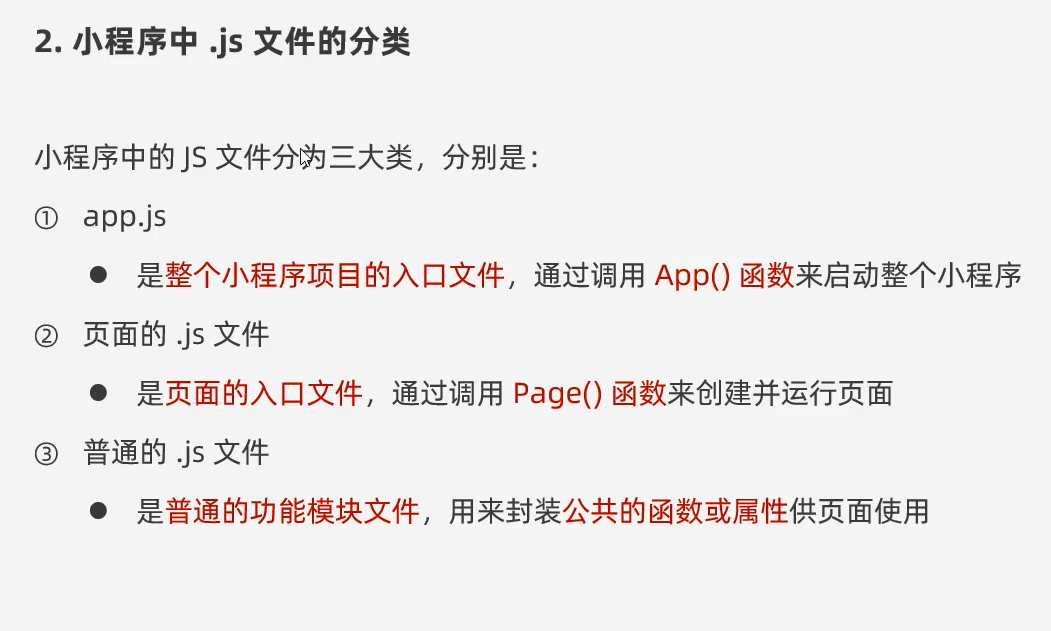 2. 小程序中 .js 文件的分类
小程序中的 JS 文件分为三大类，分别是：
① app.js
● 是整个小程序项目的入口文件，通过调用 App() 函数来启动整个小程序
② 页面的 .js 文件
● 是页面的入口文件，通过调用 Page() 函数来创建并运行页面
③ 普通的 .js 文件
● 是普通的功能模块文件，用来封装公共的函数或属性供页面使用